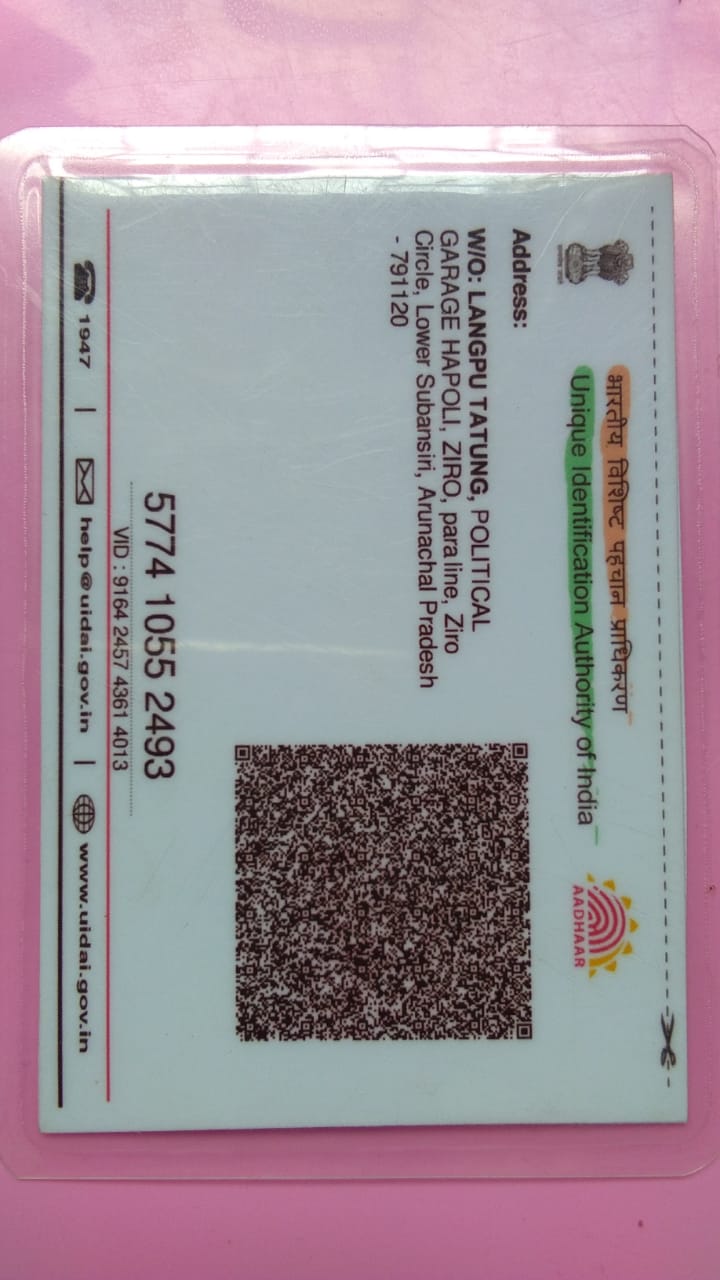 भारतीय विशिष्ट पहचान प्राधिकरण
Unique Identification Authority of India
AADHAAR
Address:
W/O: LANGPU TATUNG, POLITICAL
GARAGE HAPOLI, ZIRO, para line, Ziro
Circle, Lower Subansiri, Arunachal Pradesh
- 791120
5774 1055 2493
VID : 9164 2457 4361 4013
1947 | help@uidai.gov.in | www.uidai.gov.in